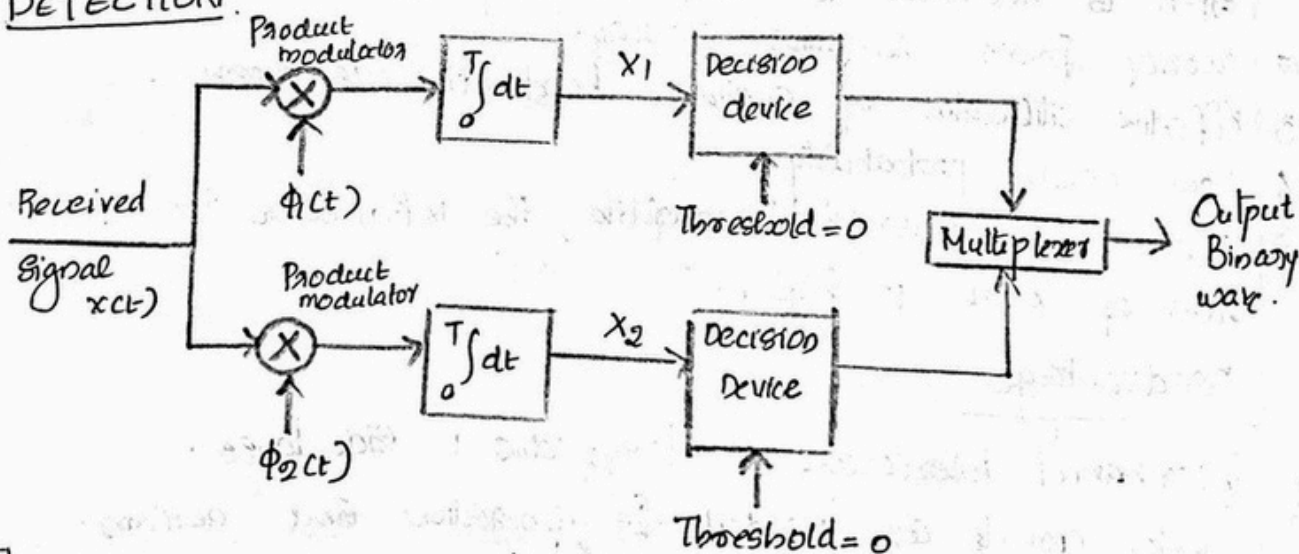 DETECTION.
Product
modulator
X
ϕ1(t)
T
∫dt
0
X1
Decision
device
Threshold=0
Received
Signal
x(t)
Multiplexer
Output
Binary
wave.
Product
modulator
X
ϕ2(t)
T
∫dt
0
X2
Decision
Device
Threshold=0